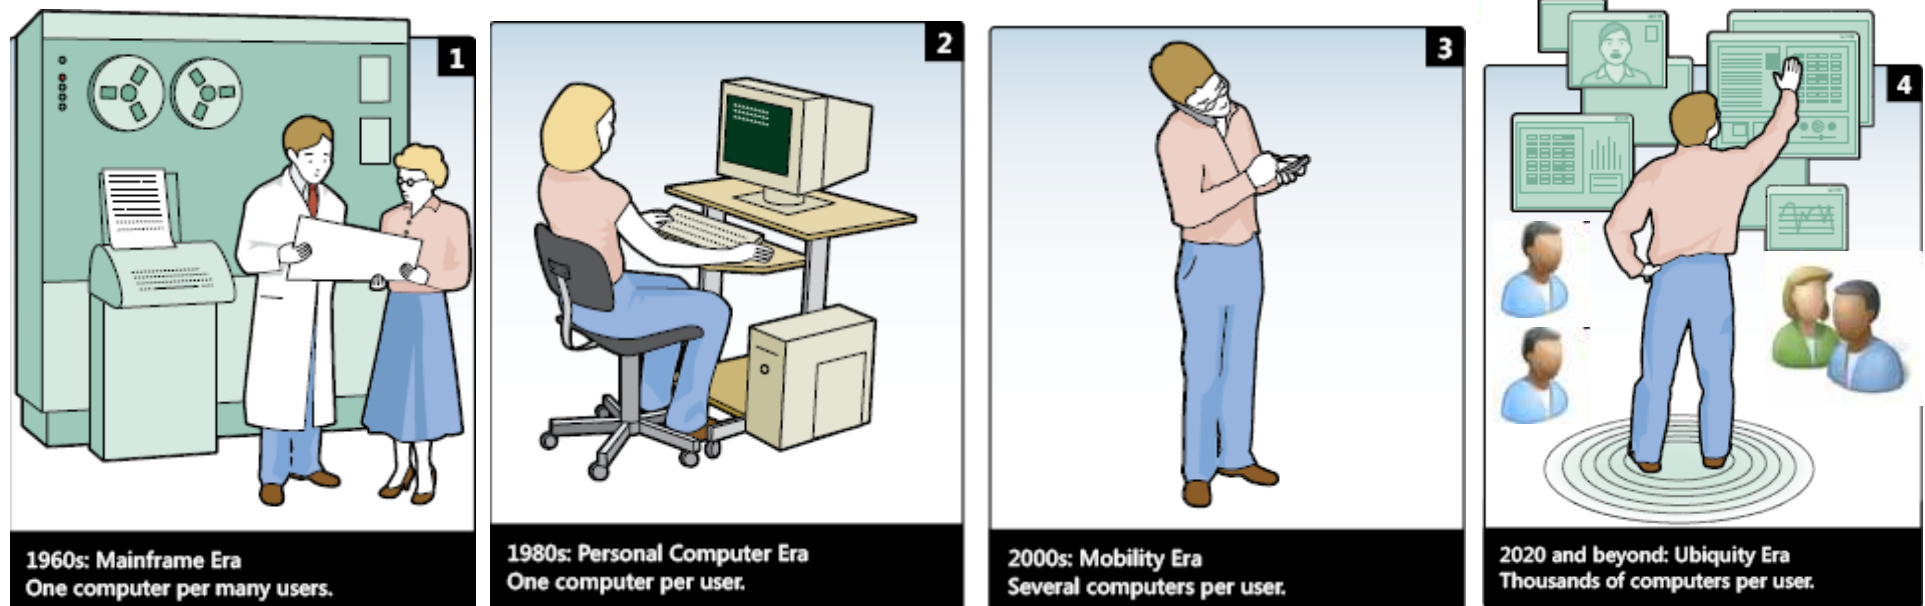 1
1960s: Mainframe Era
One computer per many users.
2
1980s: Personal Computer Era
One computer per user.
3
2000s: Mobility Era
Several computers per user.
4
2020 and beyond: Ubiquity Era
Thousands of computers per user.